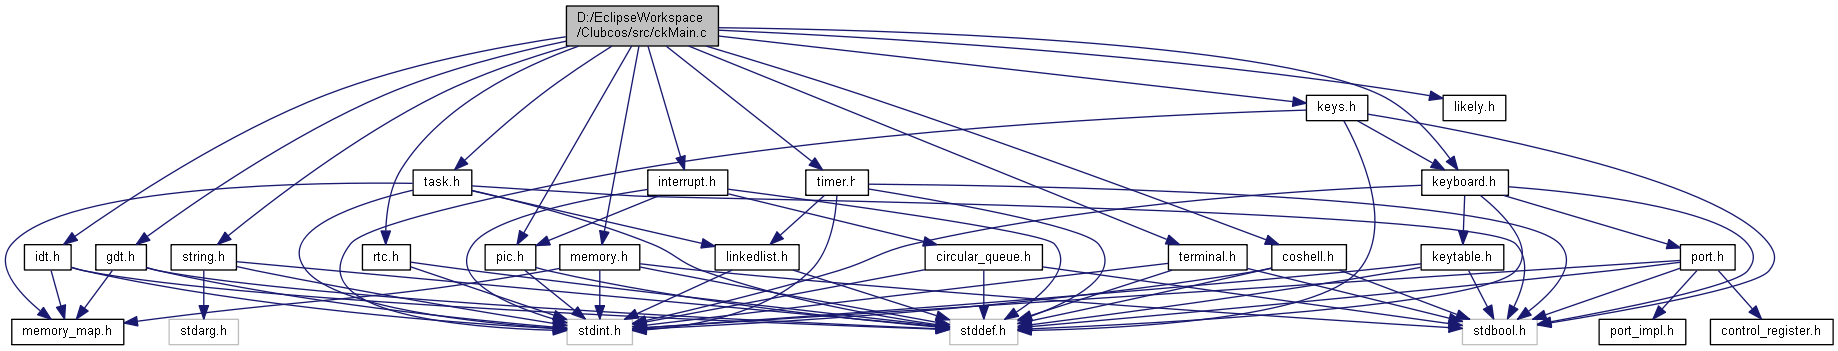 D:/EclipseWorkspace
/Clubcos/src/ckMain.c
keys.h
likely.h
task.h
interrupt.h
timer.h
keyboard.h
idt.h
gdt.h
string.h
rtc.h
pic.h
memory.h
linkedlist.h
circular_queue.h
terminal.h
coshell.h
keytable.h
port.h
memory_map.h
stdarg.h
stdint.h
stddef.h
stdbool.h
port_impl.h
control_register.h